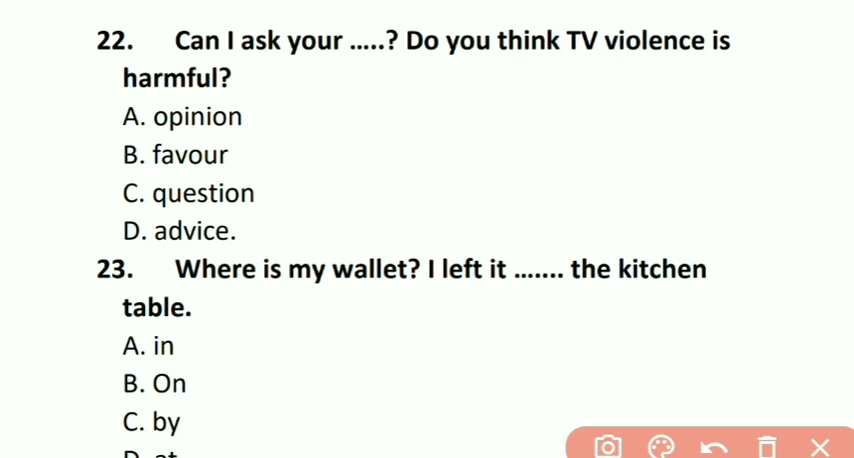 22. Can I ask your .....? Do you think TV violence is
harmful?
A. opinion
B. favour
C. question
D. advice.
23. Where is my wallet? I left it ....... the kitchen
table.
A. in
B. On
C. by